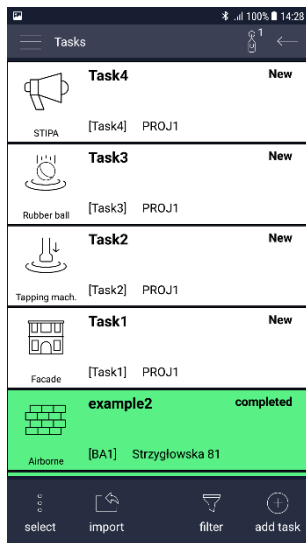 100% 14:28
Tasks 1
Task4 New
STIPA [Task4] PROJ1
Task3 New
Rubber ball [Task3] PROJ1
Task2 New
Tapping mach. [Task2] PROJ1
Task1 New
Facade [Task1] PROJ1
example2 completed
Airborne [BA1] Strzygłowska 81
select import filter add task